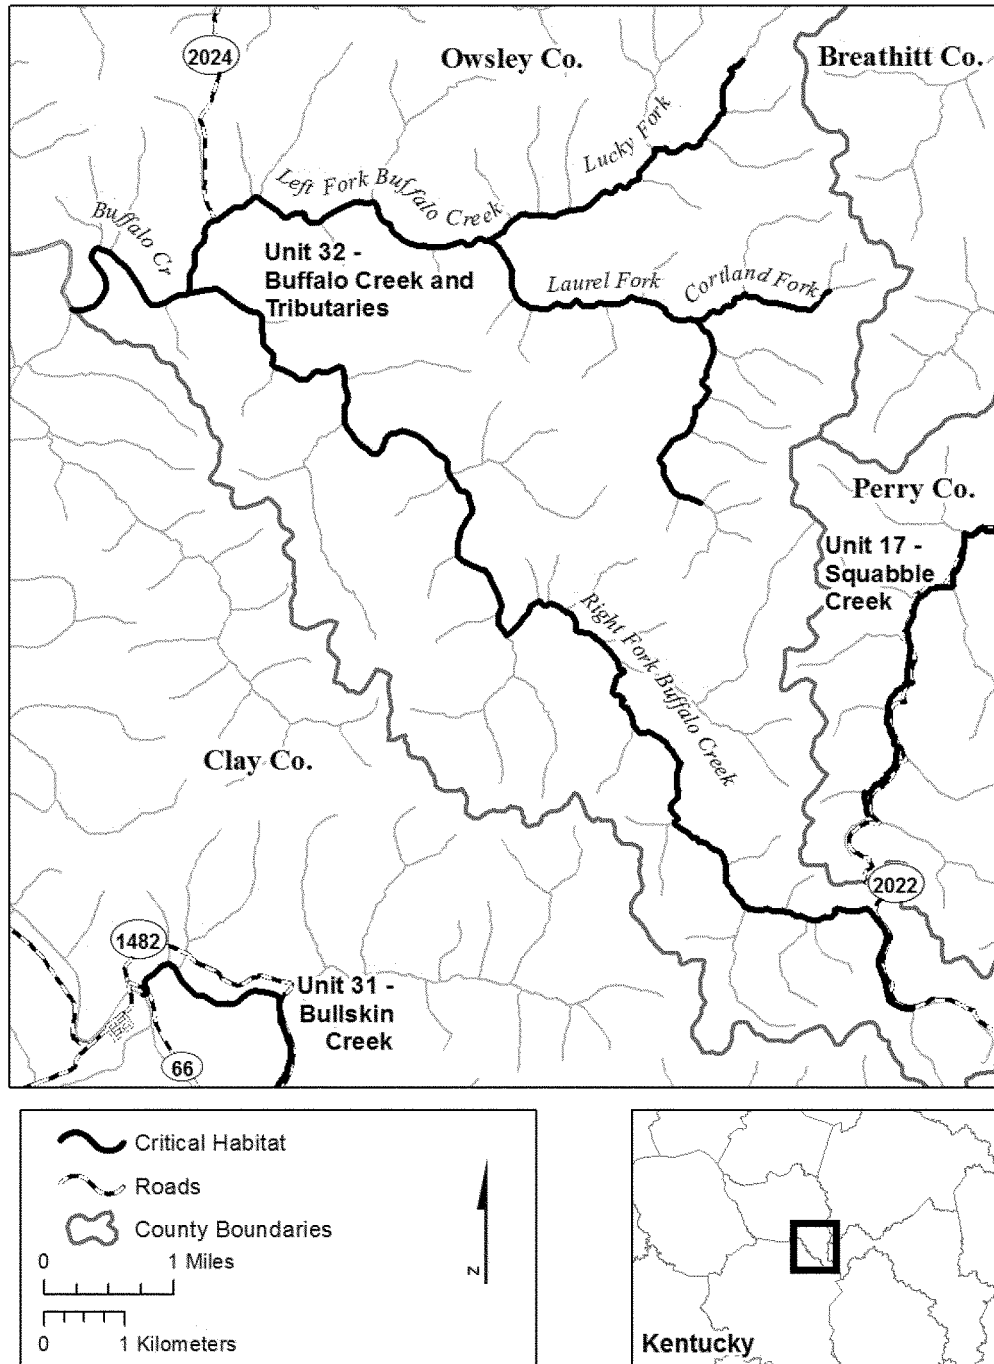 2024
Owsley Co.
Breathitt Co.
Lucky Fork
Left Fork Buffalo Creek
Buffalo Cr
Unit 32 -
Buffalo Creek and
Tributaries
Laurel Fork
Cortland Fork
Perry Co.
Unit 17 -
Squabble
Creek
Right Fork Buffalo Creek
Clay Co.
2022
1482
Unit 31 -
Bullskin
Creek
66
Critical Habitat
Roads
County Boundaries
0 1 Miles
0 1 Kilometers
N
Kentucky